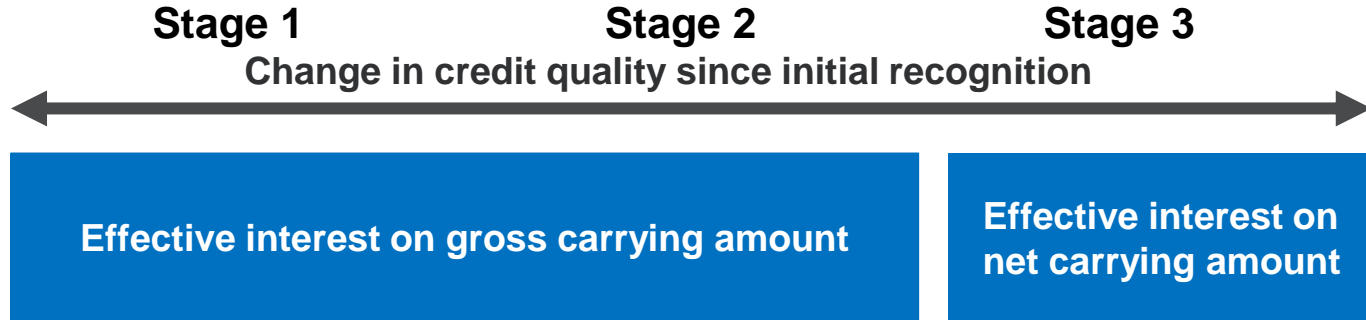 Stage 1 Stage 2 Stage 3
Change in credit quality since initial recognition
Effective interest on gross carrying amount
Effective interest on
net carrying amount